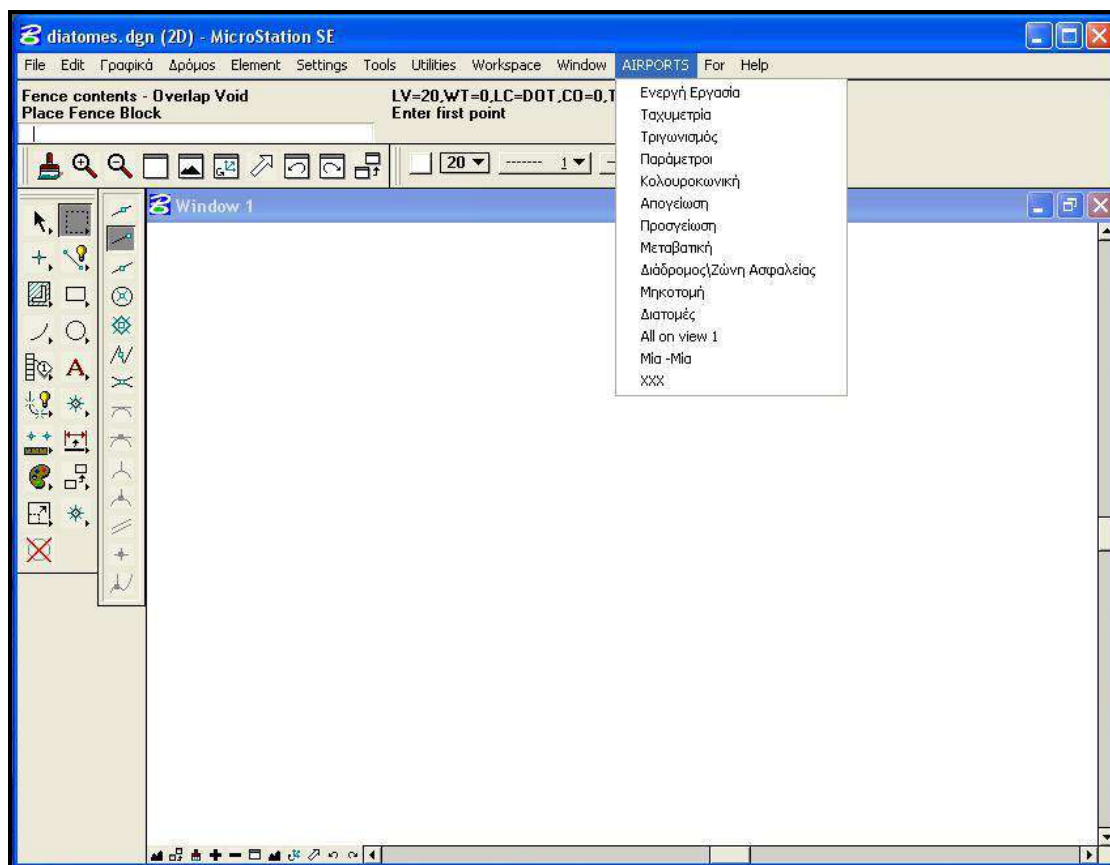 diatomes.dgn (2D) - MicroStation SE
File Edit Γραφικά Δρόμος Element Settings Tools Utilities Workspace Window AIRPORTS For Help
Fence contents - Overlap Void LV=20,WT=0,LC=DOT,CO=0,T
Place Fence Block Enter first point
20 1
Window 1
Ενεργή Εργασία
Ταχυμετρία
Τριγωνισμός
Παράμετροι
Κολουροκωνική
Απογείωση
Προσγείωση
Μεταβατική
Διάδρομος\Ζώνη Ασφαλείας
Μηκοτομή
Διατομές
All on view 1
Μία -Μία
XXX